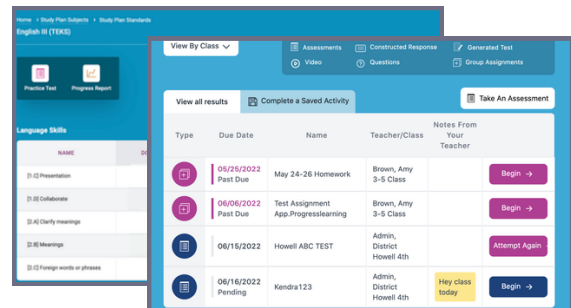 Home > Study Plan Subjects > Study Plan Standards
English III (TEKS)
Practice Test
Progress Report
Language Skills
NAME
DO
[1.C] Presentation
[1.D] Collaborate
[2.A] Clarify meanings
[2.B] Meanings
[2.C] Foreign words or phrases
View By Class
Assessments
Constructed Response
Generated Test
Video
Questions
Group Assignments
View all results
Complete a Saved Activity
Take An Assessment
Type
Due Date
Name
Teacher/Class
Notes From
Your
Teacher
05/25/2022
Past Due
May 24-26 Homework
Brown, Amy
3-5 Class
Begin →
06/06/2022
Past Due
Test Assignment
App.Progresslearning
Brown, Amy
3-5 Class
Begin →
06/15/2022
Howell ABC TEST
Admin,
District
Howell 4th
Attempt Again
06/16/2022
Pending
Kendra123
Admin,
District
Howell 4th
Hey class
today
Begin →